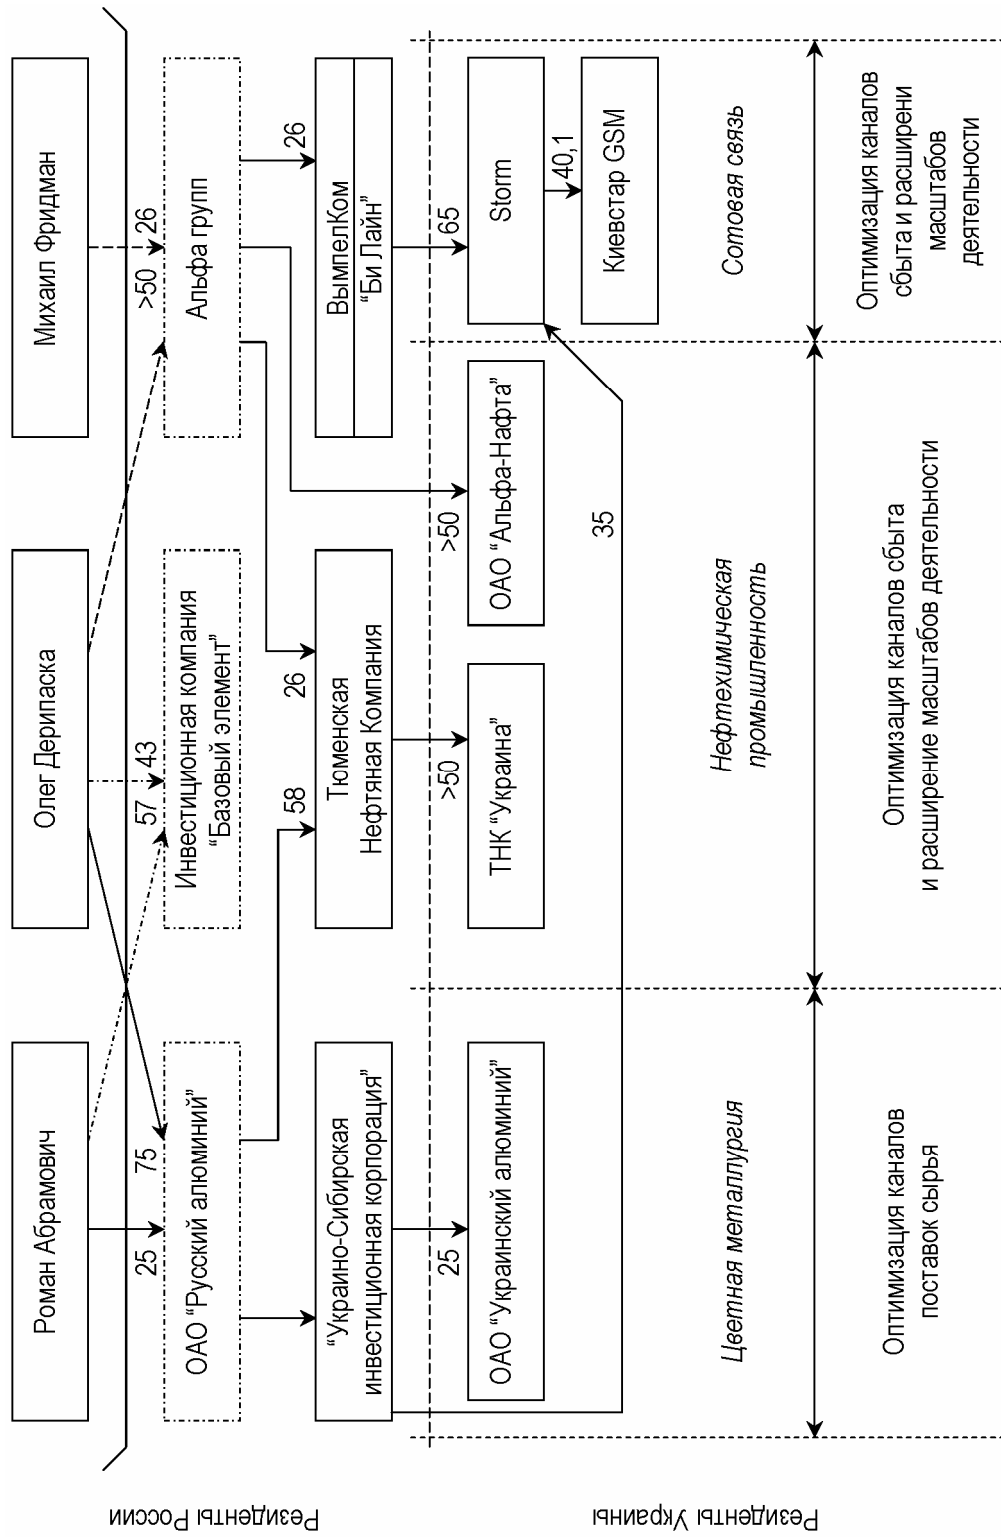 Роман Абрамович
Олег Дерипаска
Михаил Фридман
25
75
57
43
>50
26
ОАО “Русский алюминий”
Инвестиционная компания
“Базовый элемент”
Альфа групп
58
26
26
“Украино-Сибирская
инвестиционная корпорация”
Тюменская
Нефтяная Компания
ВымпелКом
“Би Лайн”
25
>50
>50
65
ОАО “Украинский алюминий”
ТНК “Украина”
ОАО “Альфа-Нафта”
Storm
40,1
Киевстар GSM
35
Цветная металлургия
Нефтехимическая
промышленность
Сотовая связь
Оптимизация каналов
поставок сырья
Оптимизация каналов сбыта
и расширение масштабов деятельности
Оптимизация каналов
сбыта и расширени
масштабов
деятельности
Резиденты России
Резиденты Украины